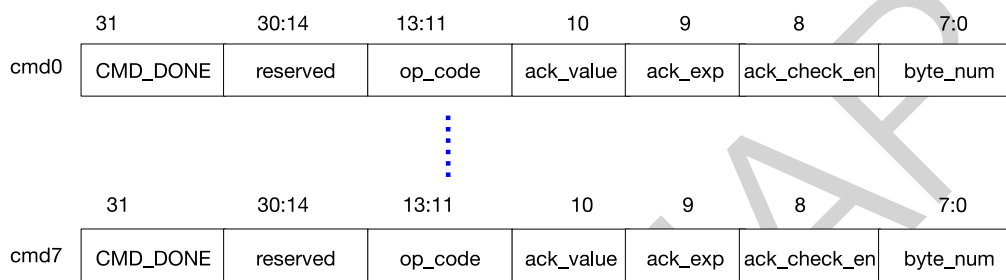 31 30:14 13:11 10 9 8 7:0
cmd0 CMD_DONE reserved op_code ack_value ack_exp ack_check_en byte_num
31 30:14 13:11 10 9 8 7:0
cmd7 CMD_DONE reserved op_code ack_value ack_exp ack_check_en byte_num